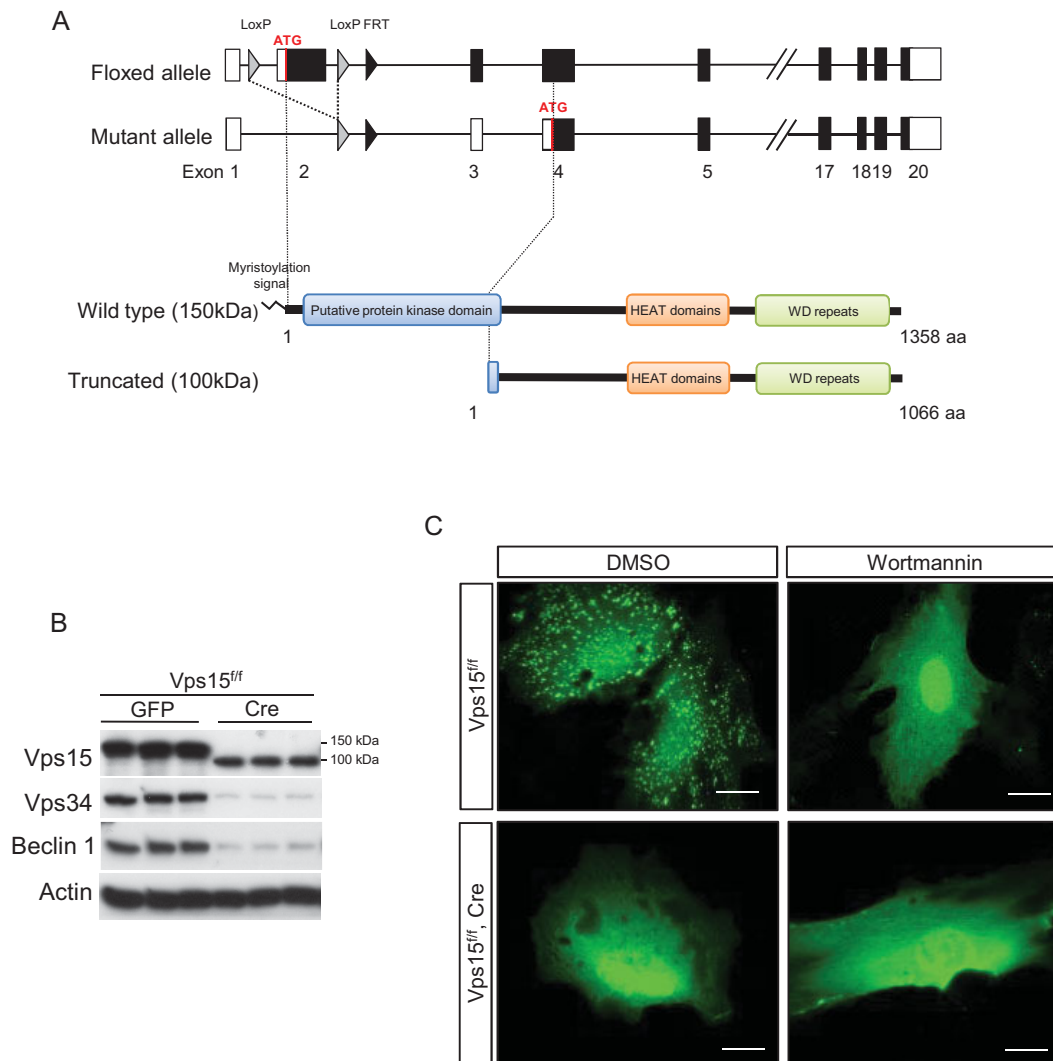 A
LoxP
LoxP FRT
ATG
Floxed allele
ATG
Mutant allele
Exon 1 2 3 4 5 17 18 19 20
Myristoylation
signal
Wild type (150kDa)
Putative protein kinase domain
HEAT domains
WD repeats
1
1358 aa
Truncated (100kDa)
HEAT domains
WD repeats
1
1066 aa
B
Vps15f/f
GFP Cre
Vps15
150 kDa
100 kDa
Vps34
Beclin 1
Actin
C
DMSO
Wortmannin
Vps15f/f
Vps15f/f, Cre